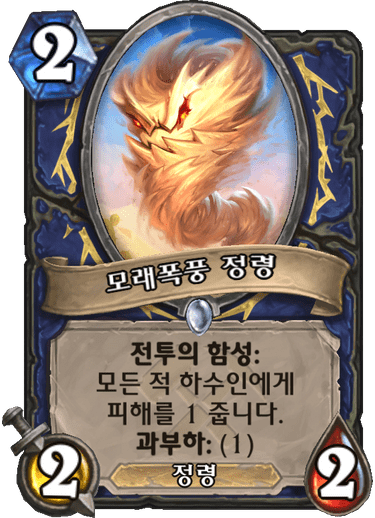 2
모래폭풍 정령
전투의 함성:
모든 적 하수인에게
피해를 1 줍니다.
과부하: (1)
정령
2
2